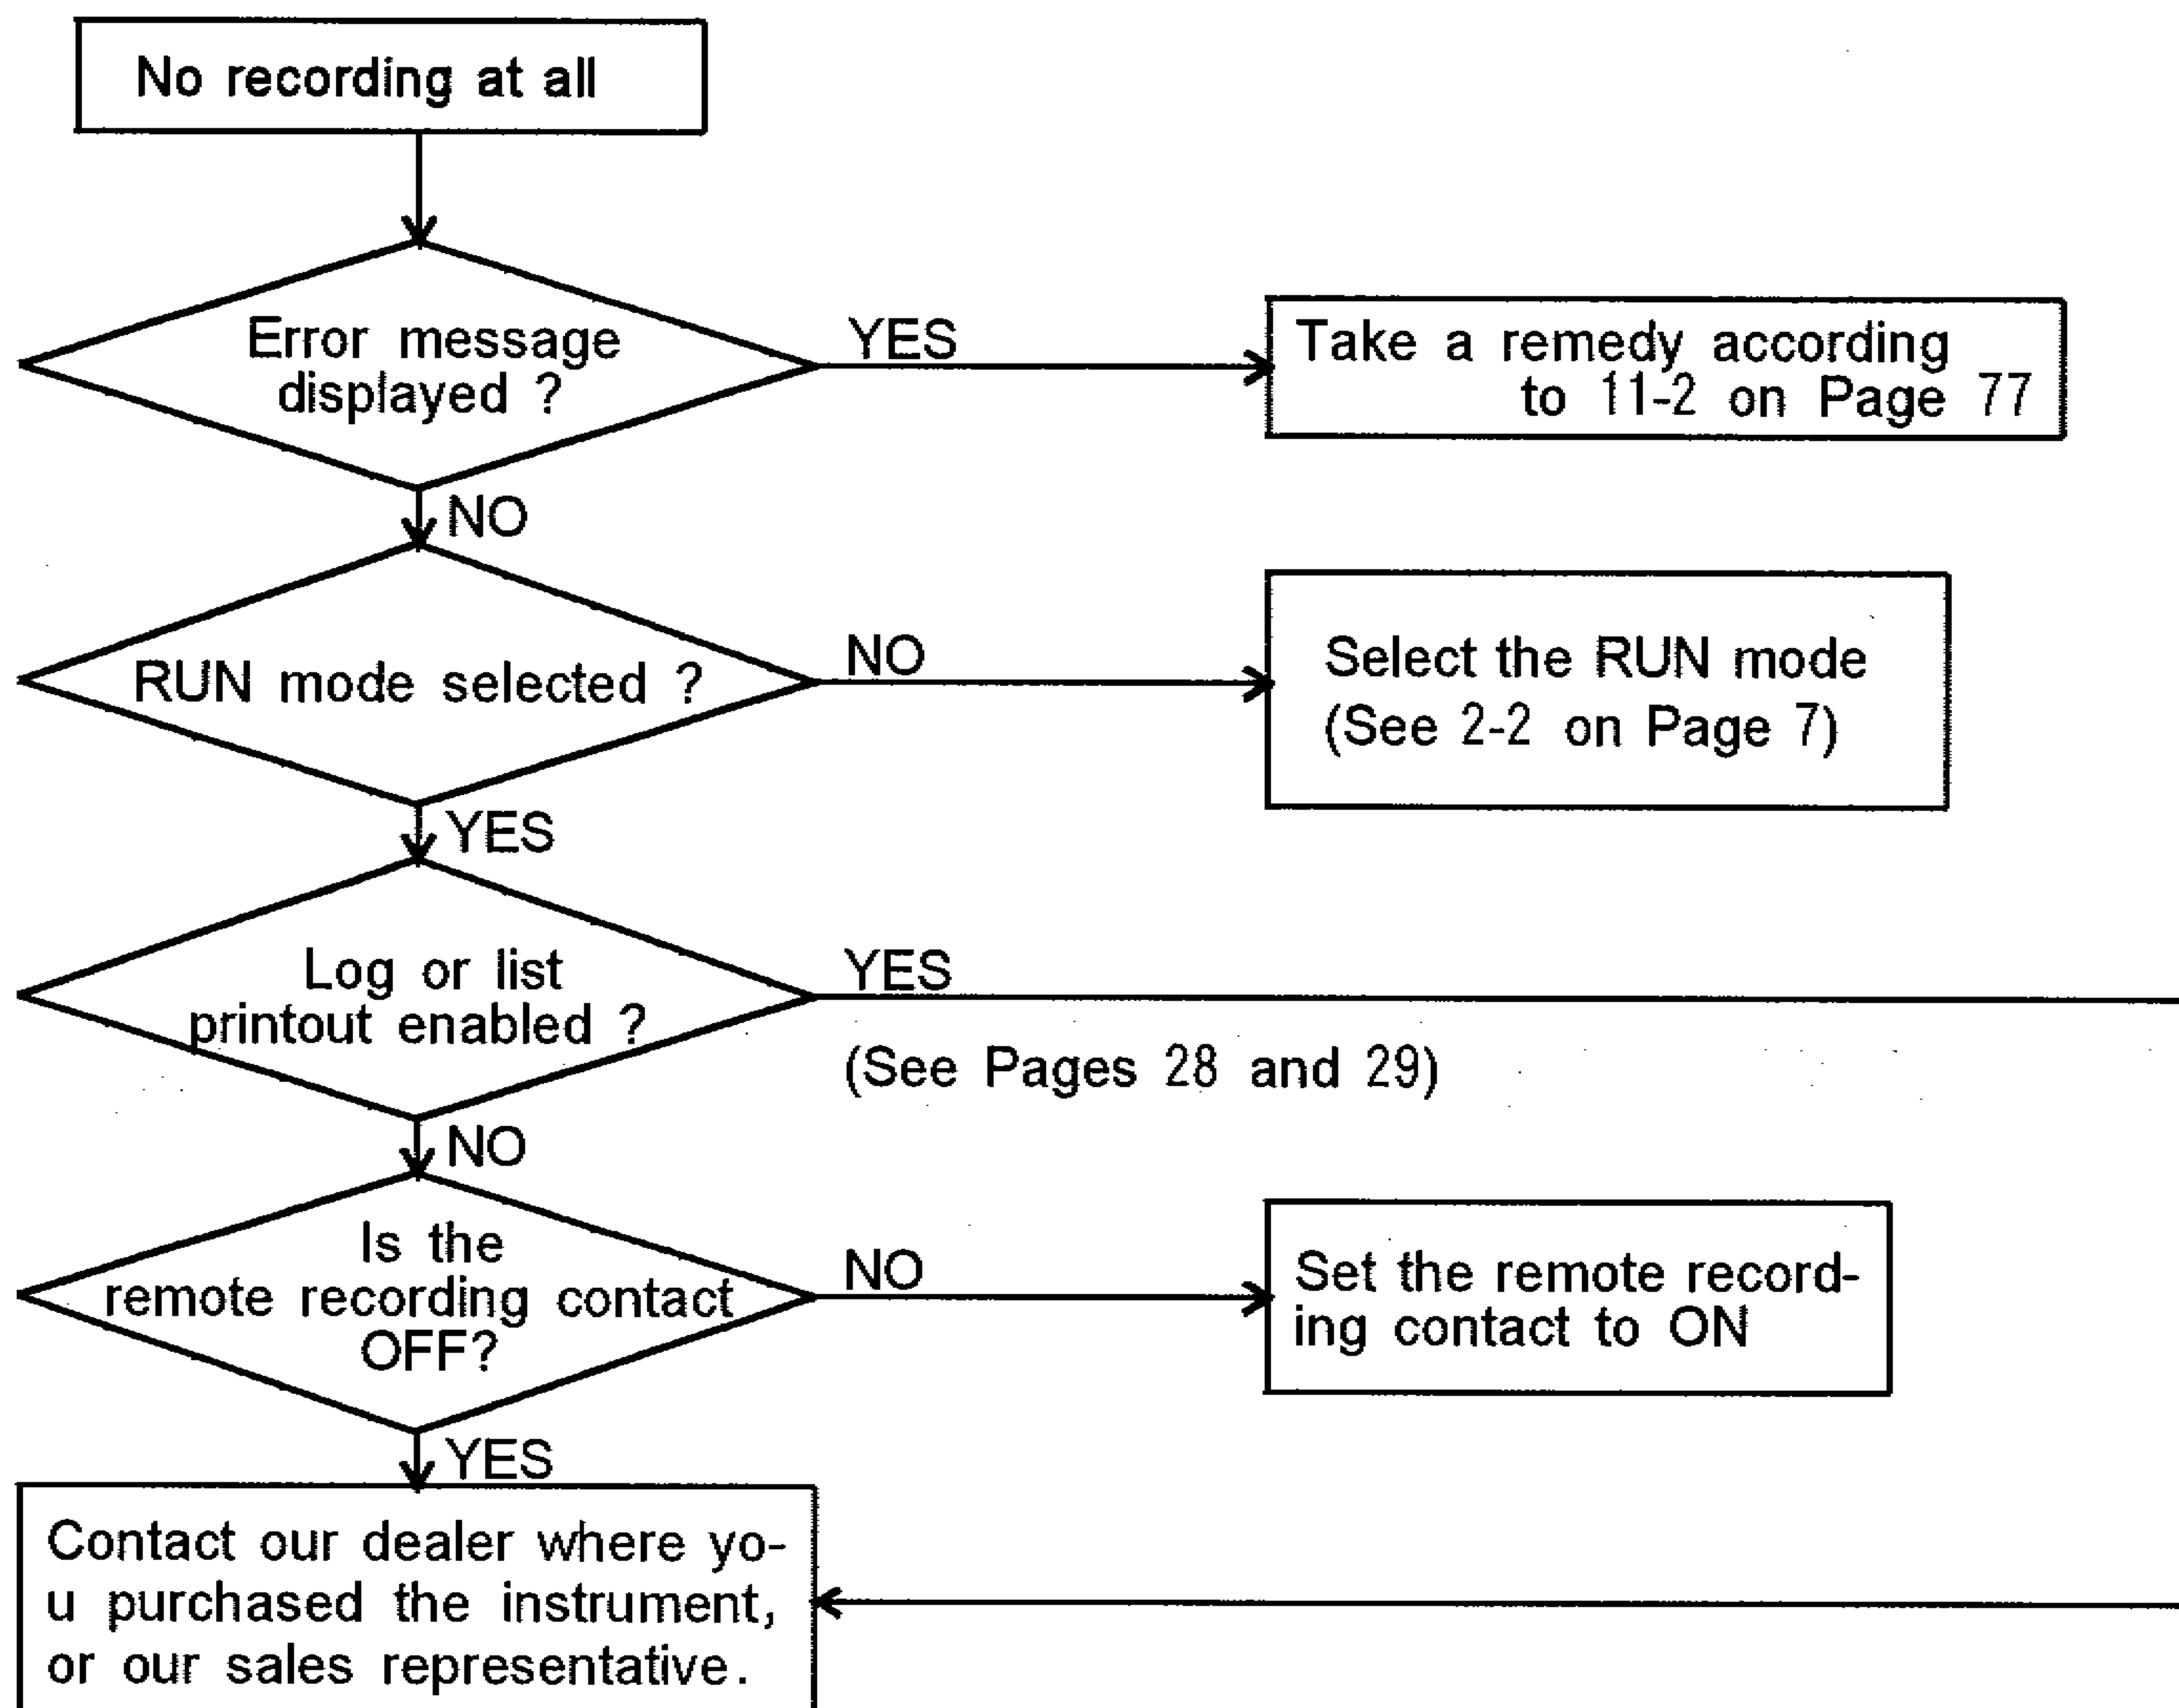 No recording at all
Error message
displayed ?
YES
Take a remedy according
to 11-2 on Page 77
NO
RUN mode selected ?
NO
Select the RUN mode
(See 2-2 on Page 7)
YES
Log or list
printout enabled ?
YES
(See Pages 28 and 29)
NO
Is the
remote recording contact
OFF?
NO
Set the remote record-
ing contact to ON
YES
Contact our dealer where yo-
u purchased the instrument,
or our sales representative.